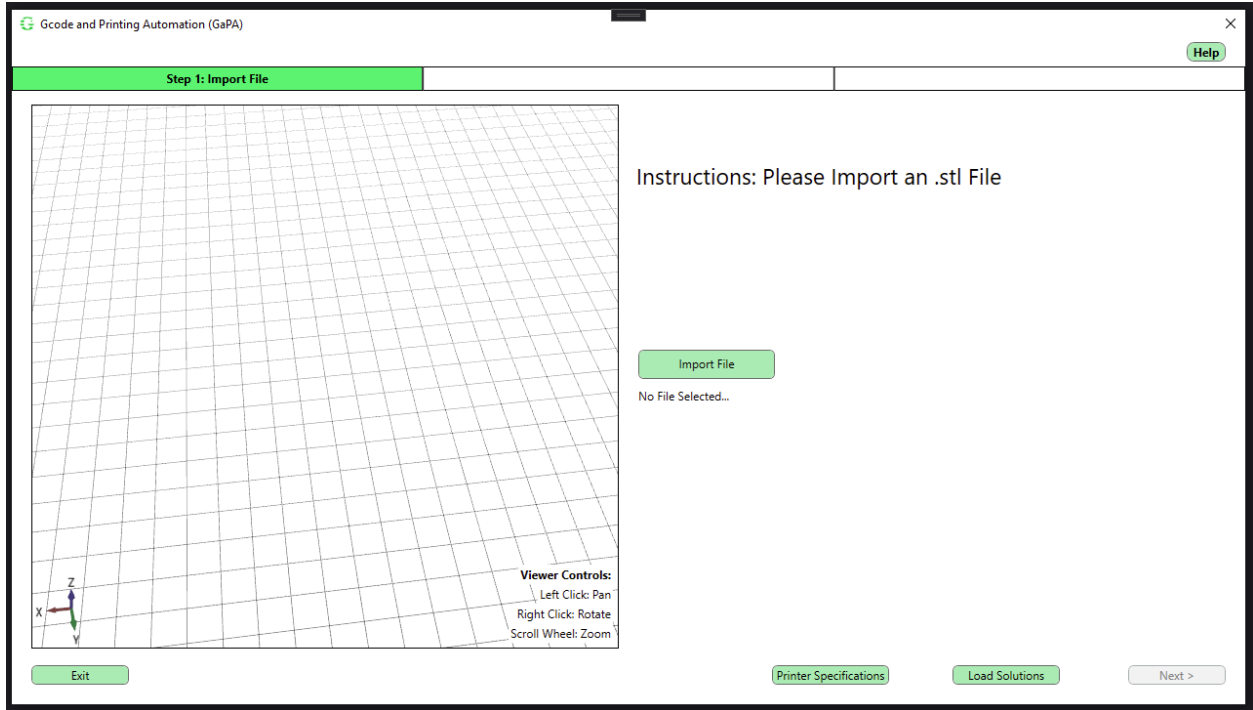 Gcode and Printing Automation (GaPA)
Help
Step 1: Import File
Instructions: Please Import an .stl File
Import File
No File Selected...
Viewer Controls:
Left Click: Pan
Right Click: Rotate
Scroll Wheel: Zoom
Z
X
Y
Exit
Printer Specifications
Load Solutions
Next >